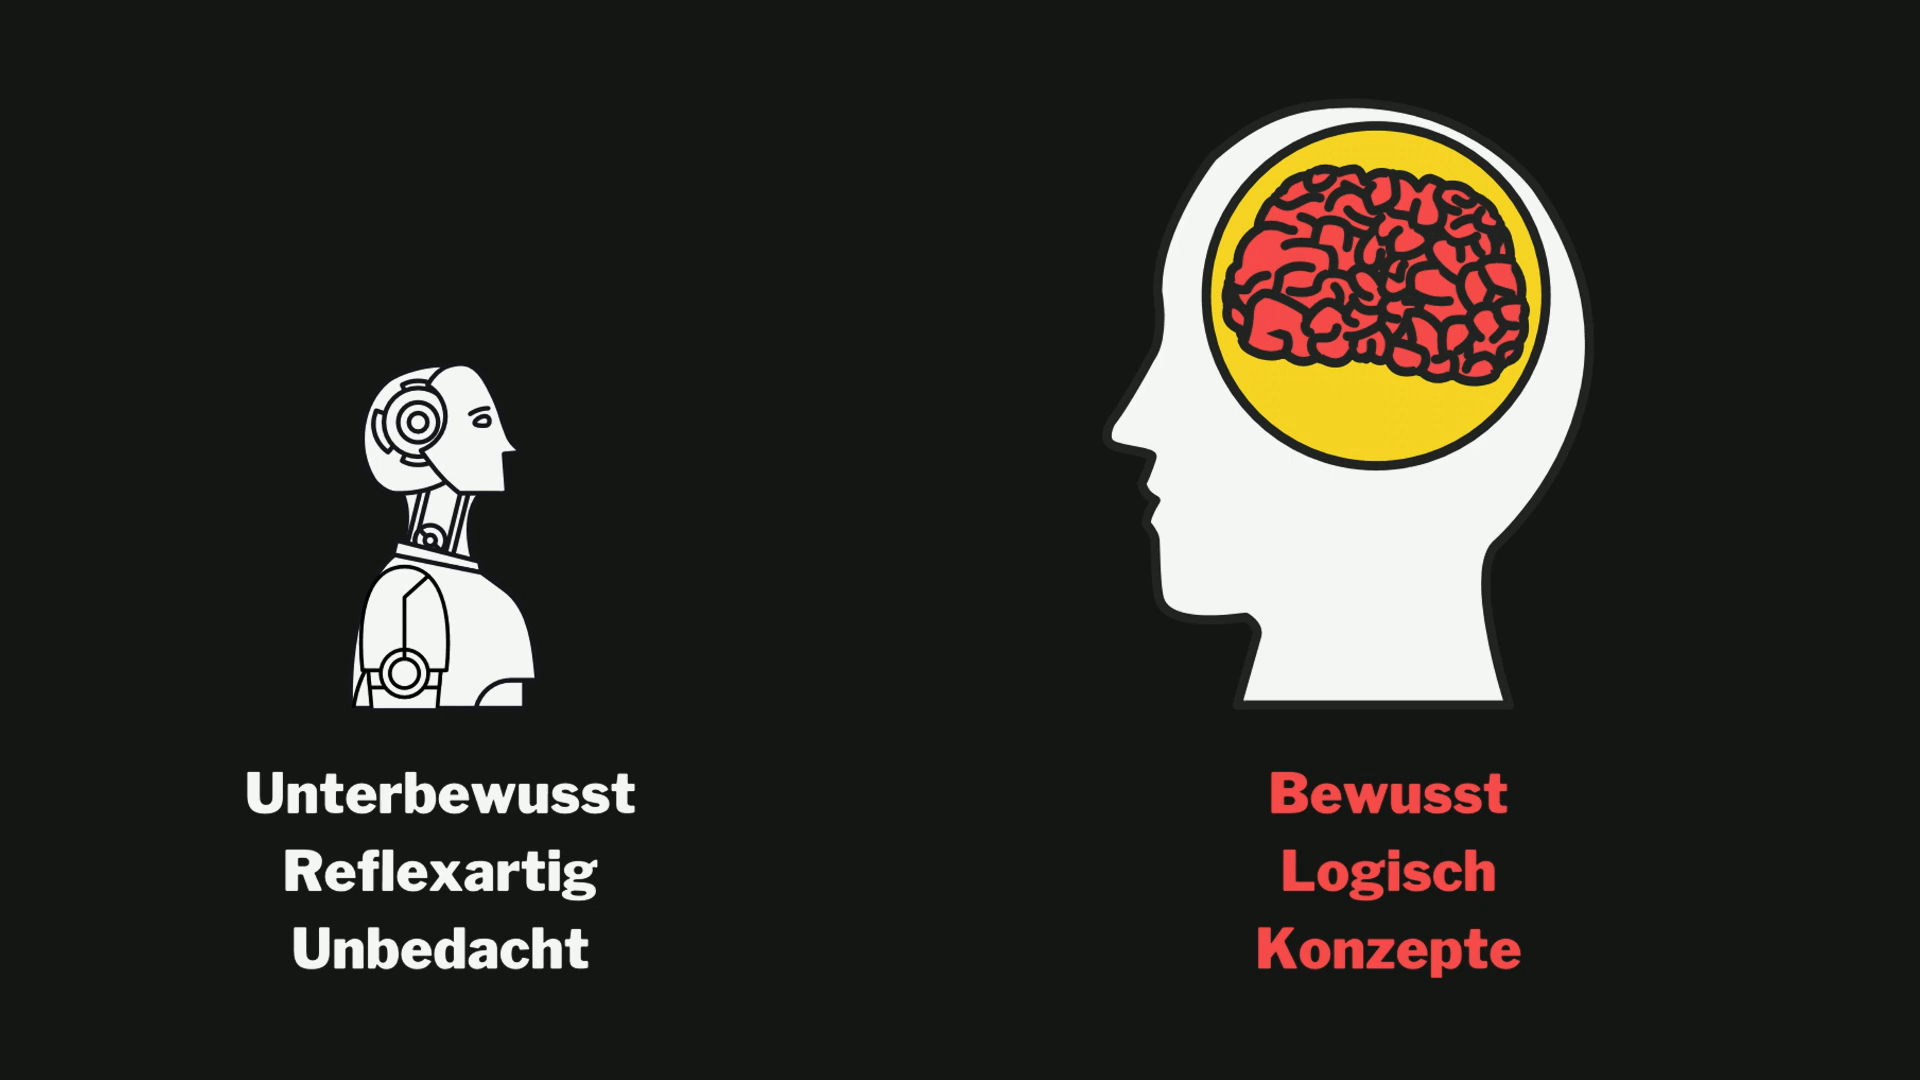 Unterbewusst
Reflexartig
Unbedacht
Bewusst
Logisch
Konzepte